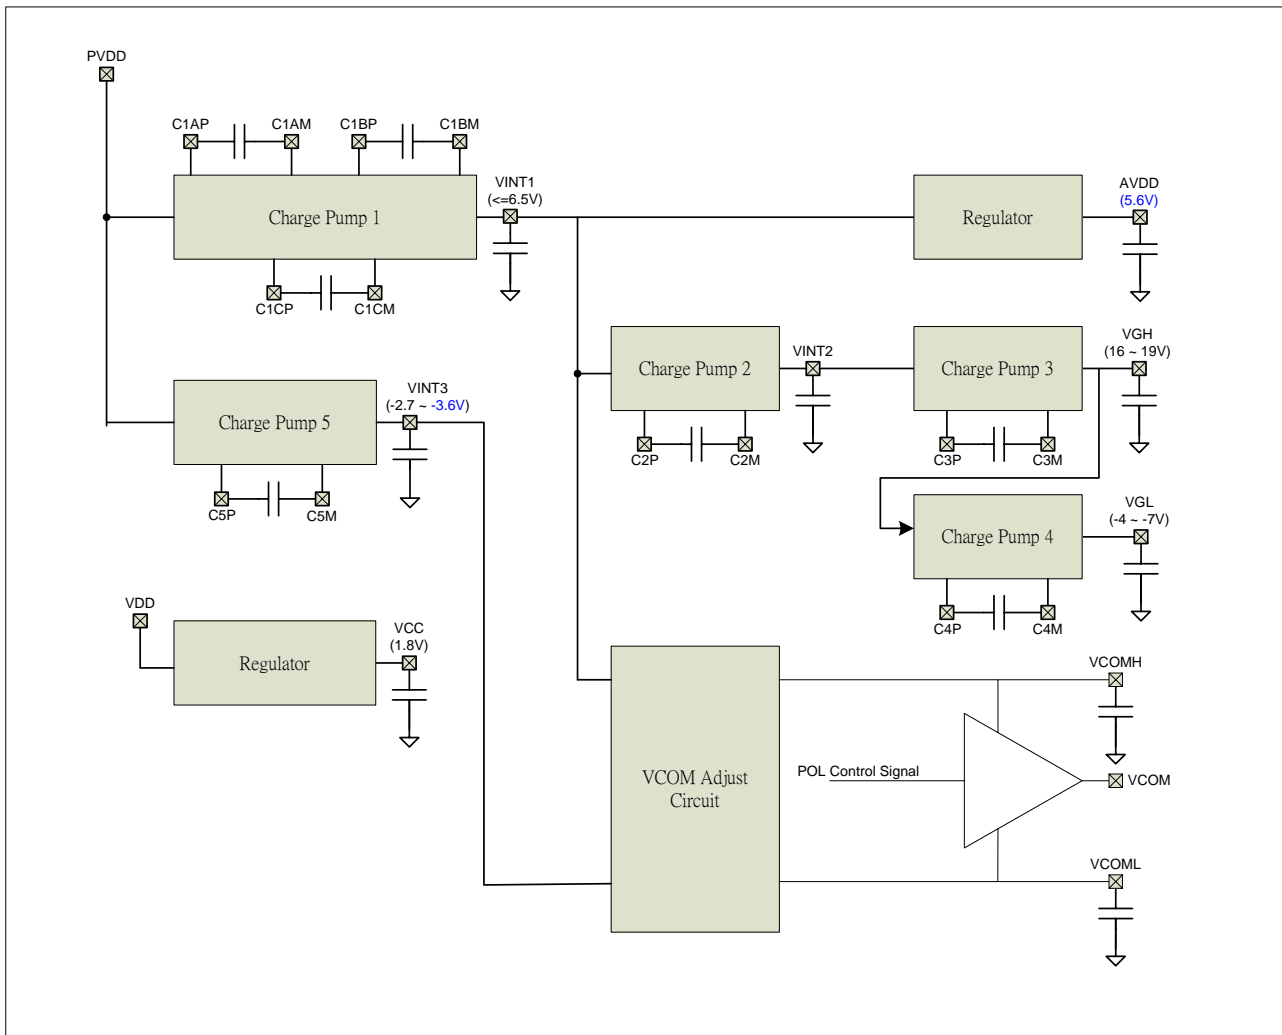 PVDD
C1AP
C1AM
C1BP
C1BM
Charge Pump 1
VINT1
(<=6.5V)
Regulator
AVDD
(5.6V)
C1CP
C1CM
Charge Pump 2
VINT2
Charge Pump 3
VGH
(16 ~ 19V)
C2P
C2M
C3P
C3M
Charge Pump 5
VINT3
(-2.7 ~ -3.6V)
C5P
C5M
Charge Pump 4
VGL
(-4 ~ -7V)
C4P
C4M
VDD
Regulator
VCC
(1.8V)
VCOM Adjust
Circuit
VCOMH
POL Control Signal
VCOM
VCOML